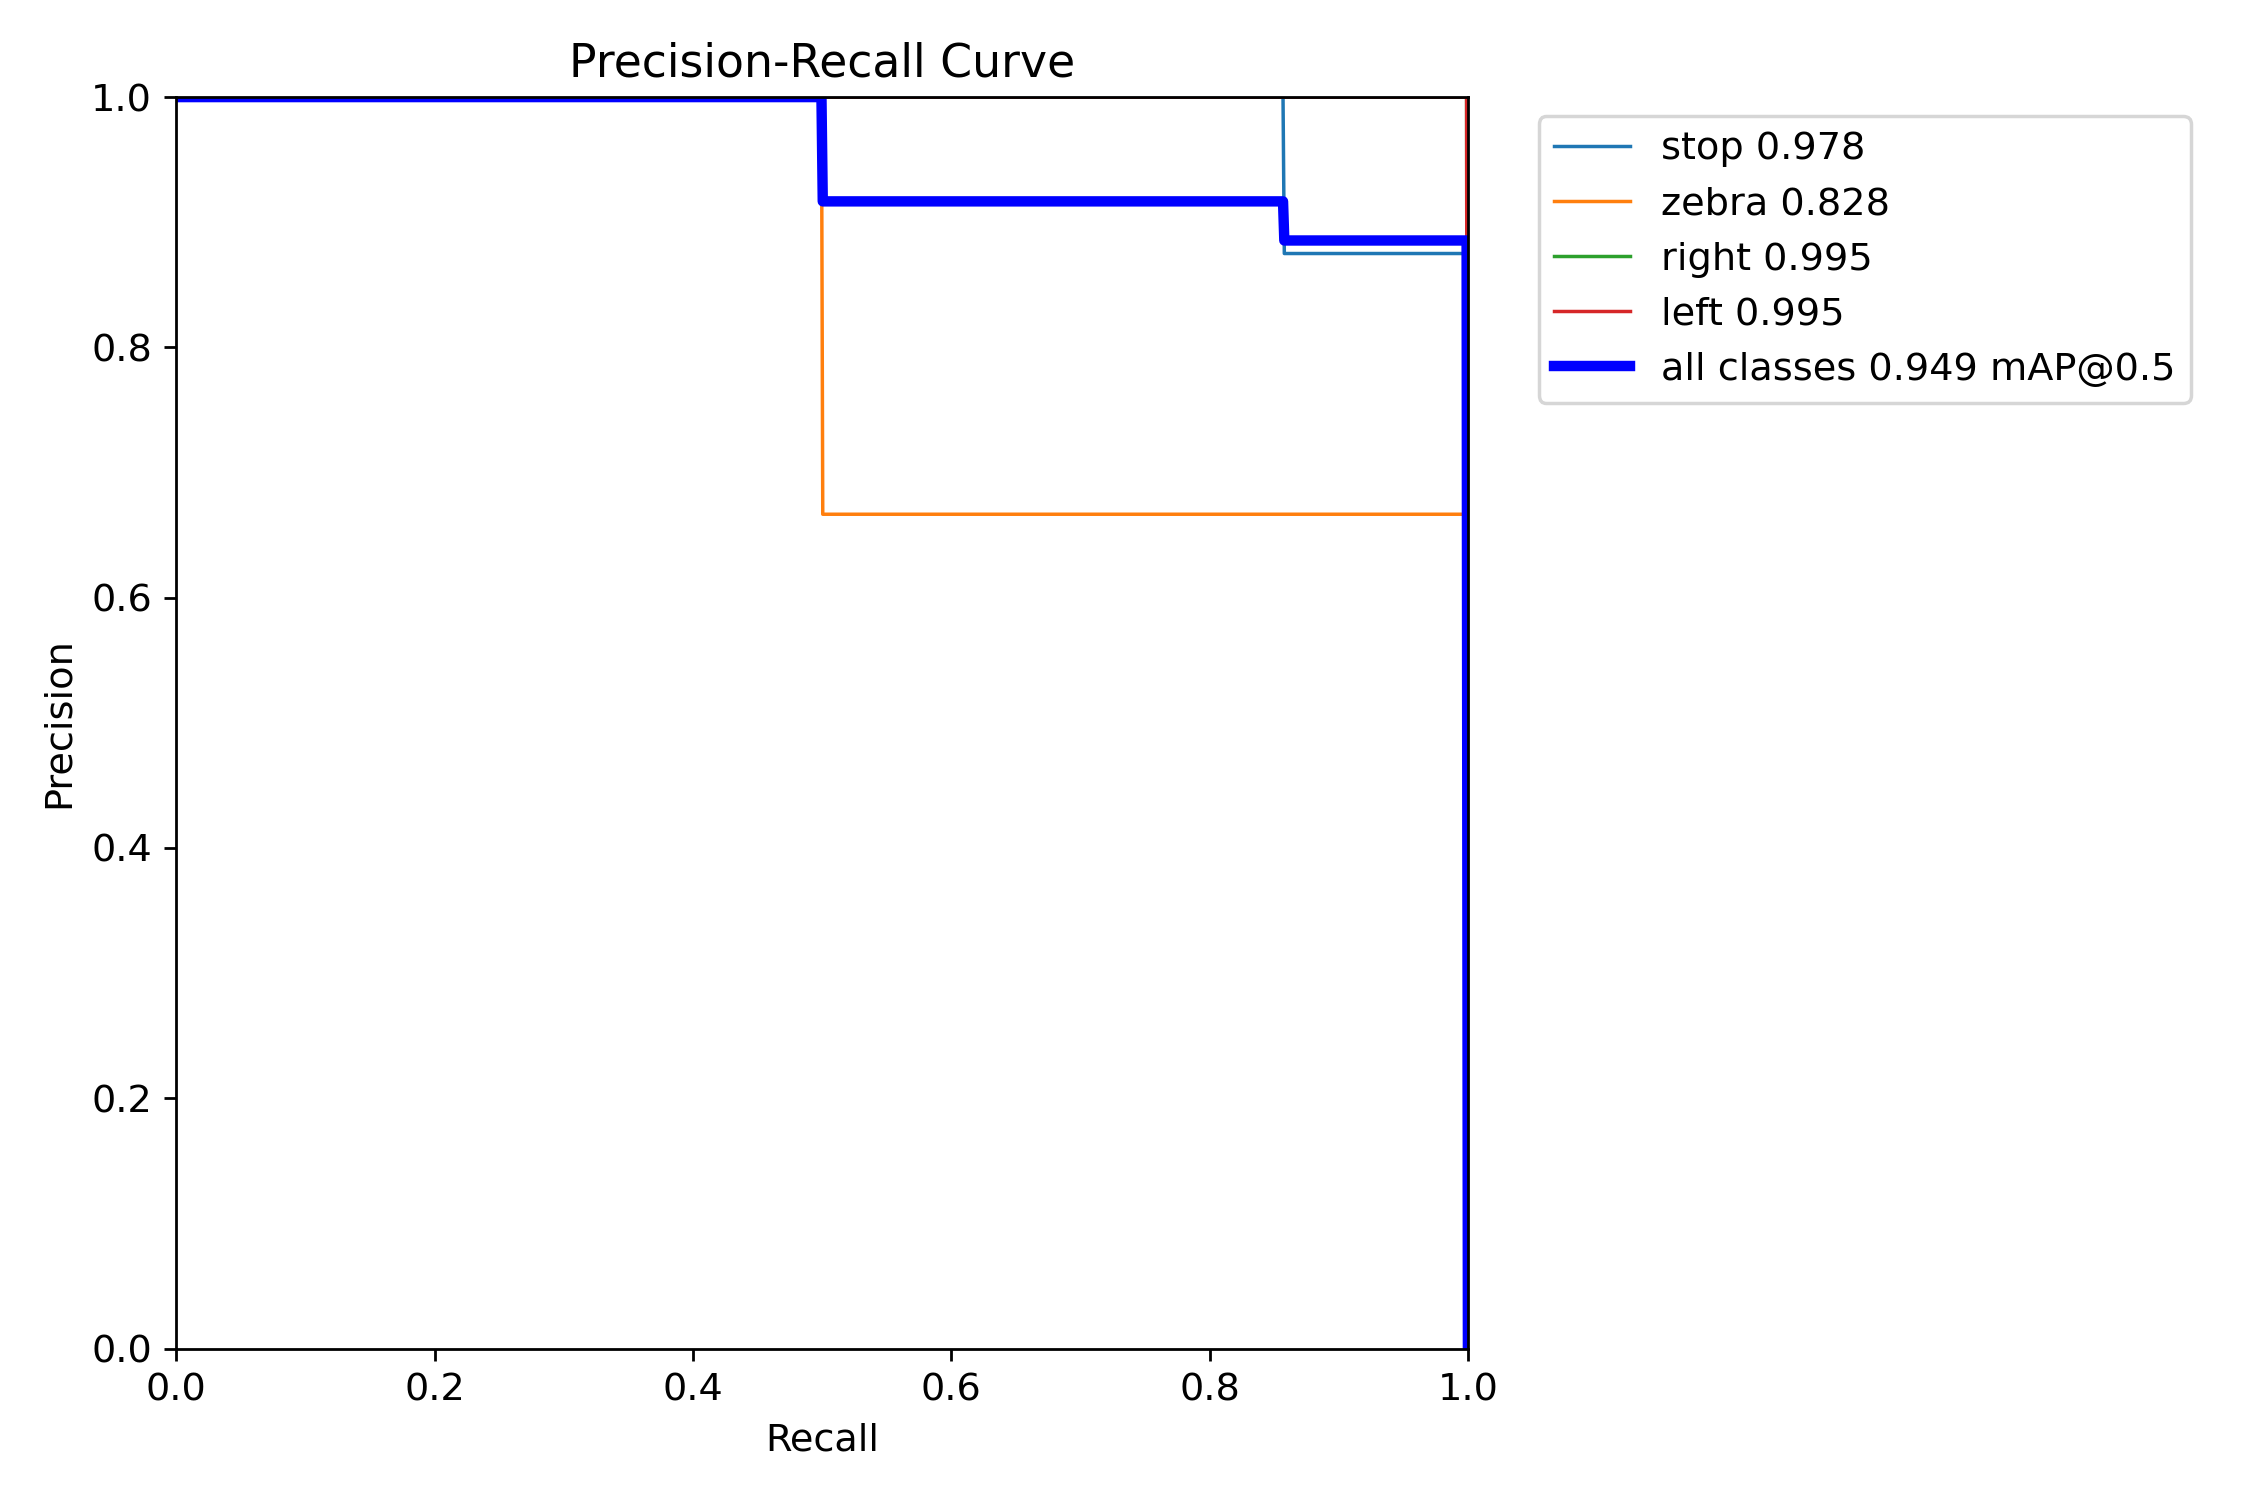 Precision-Recall Curve
1.0
0.8
0.6
0.4
0.2
0.0
Precision
0.0 0.2 0.4 0.6 0.8 1.0
Recall
stop 0.978
zebra 0.828
right 0.995
left 0.995
all classes 0.949 mAP@0.5